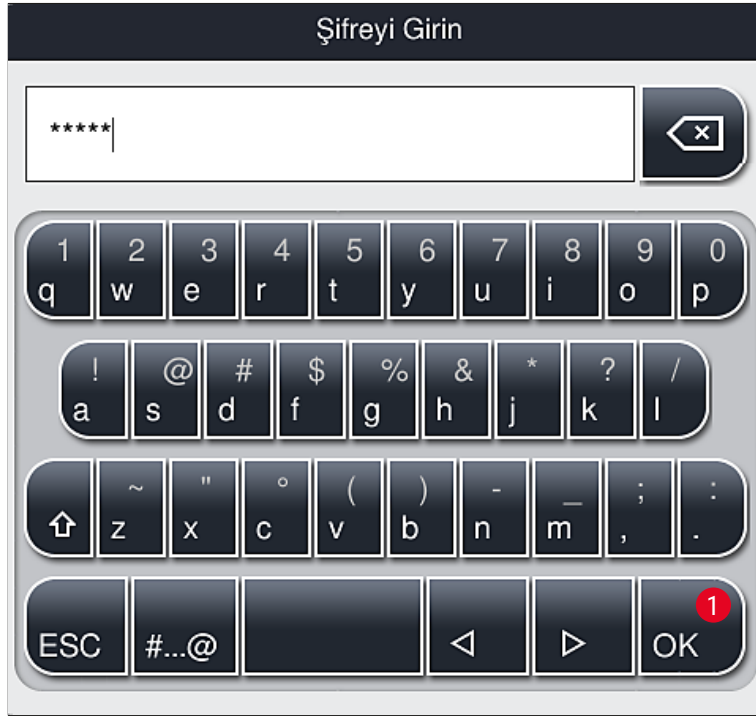 Şifreyi Girin
*****
1 2 3 4 5 6 7 8 9 0
q w e r t y u i o p
! @ # $ % & * ? /
a s d f g h j k l
~ " ° ( ) - _ ; :
z x c v b n m , .
1
ESC #...@ OK